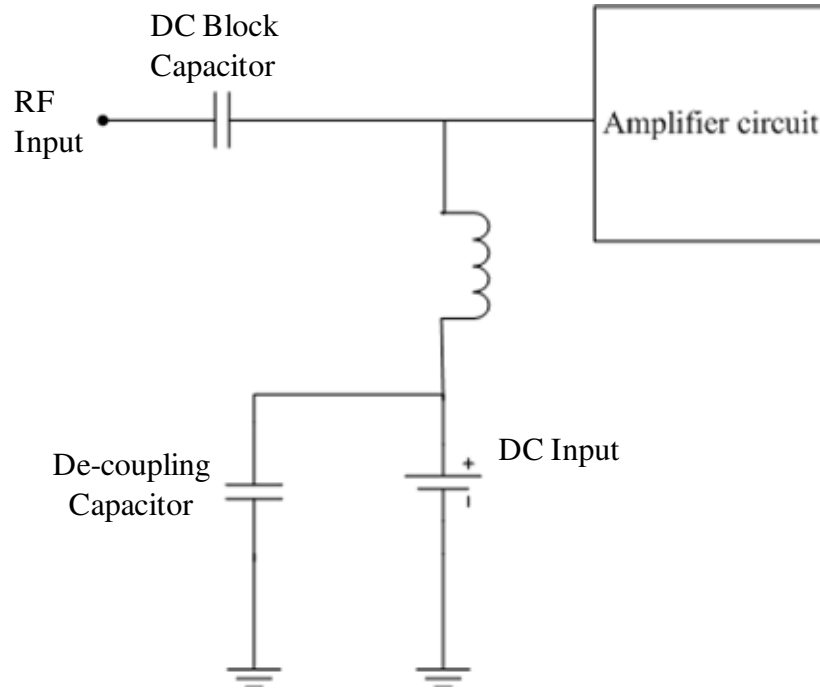 DC Block
Capacitor
RF
Input
Amplifier circuit
De-coupling
Capacitor
DC Input
+
-